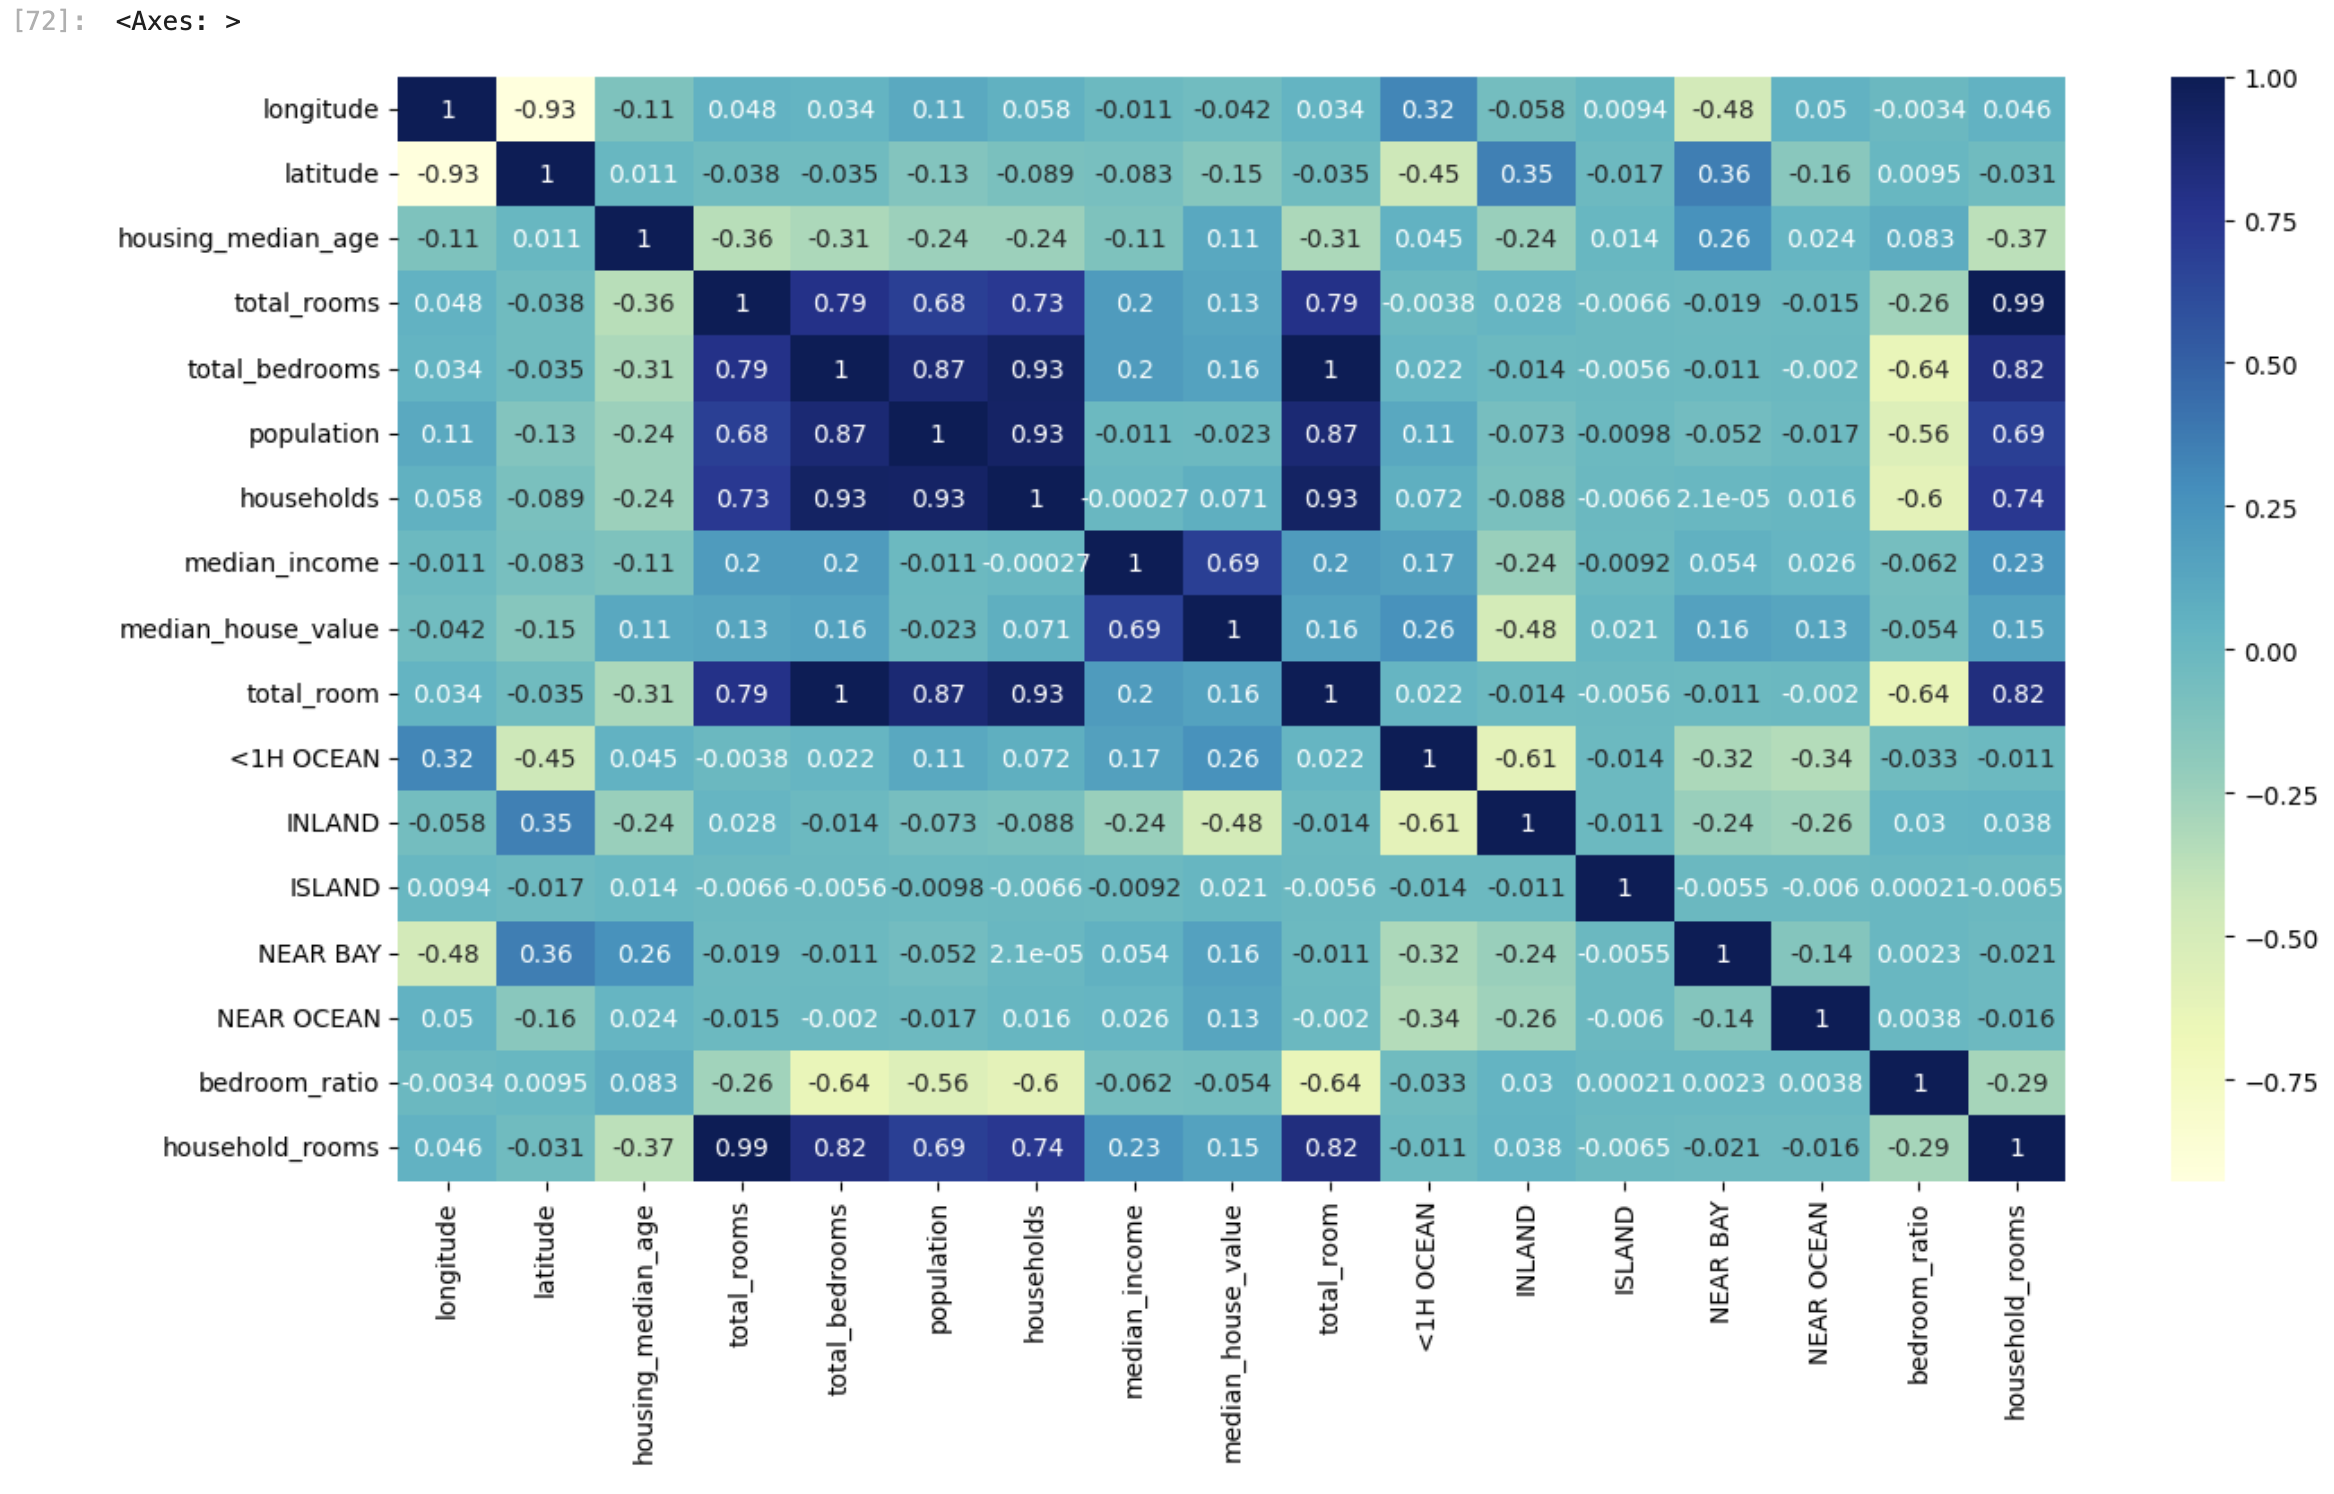 [72]: <Axes: >
longitude 1 -0.93 -0.11 0.048 0.034 0.11 0.058 -0.011 -0.042 0.034 0.32 -0.058 0.0094 -0.48 0.05 -0.0034 0.046
latitude -0.93 1 0.011 -0.038 -0.035 -0.13 -0.089 -0.083 -0.15 -0.035 -0.45 0.35 -0.017 0.36 -0.16 0.0095 -0.031
housing_median_age -0.11 0.011 1 -0.36 -0.31 -0.24 -0.24 -0.11 0.11 -0.31 0.045 -0.24 0.014 0.26 0.024 0.083 -0.37
total_rooms 0.048 -0.038 -0.36 1 0.79 0.68 0.73 0.2 0.13 0.79 -0.0038 0.028 -0.0066 -0.019 -0.015 -0.26 0.99
total_bedrooms 0.034 -0.035 -0.31 0.79 1 0.87 0.93 0.2 0.16 1 0.022 -0.014 -0.0056 -0.011 -0.002 -0.64 0.82
population 0.11 -0.13 -0.24 0.68 0.87 1 0.93 -0.011 -0.023 0.87 0.11 -0.073 -0.0098 -0.052 -0.017 -0.56 0.69
households 0.058 -0.089 -0.24 0.73 0.93 0.93 1 -0.00027 0.071 0.93 0.072 -0.088 -0.0066 2.1e-05 0.016 -0.6 0.74
median_income -0.011 -0.083 -0.11 0.2 0.2 -0.011 -0.00027 1 0.69 0.2 0.17 -0.24 -0.0092 0.054 0.026 -0.062 0.23
median_house_value -0.042 -0.15 0.11 0.13 0.16 -0.023 0.071 0.69 1 0.16 0.26 -0.48 0.021 0.16 0.13 -0.054 0.15
total_room 0.034 -0.035 -0.31 0.79 1 0.87 0.93 0.2 0.16 1 0.022 -0.014 -0.0056 -0.011 -0.002 -0.64 0.82
<1H OCEAN 0.32 -0.45 0.045 -0.0038 0.022 0.11 0.072 0.17 0.26 0.022 1 -0.61 -0.014 -0.32 -0.34 -0.033 -0.011
INLAND -0.058 0.35 -0.24 0.028 -0.014 -0.073 -0.088 -0.24 -0.48 -0.014 -0.61 1 -0.011 -0.24 -0.26 0.03 0.038
ISLAND 0.0094 -0.017 0.014 -0.0066 -0.0056 -0.0098 -0.0066 -0.0092 0.021 -0.0056 -0.014 -0.011 1 -0.0055 -0.006 0.00021 -0.0065
NEAR BAY -0.48 0.36 0.26 -0.019 -0.011 -0.052 2.1e-05 0.054 0.16 -0.011 -0.32 -0.24 -0.0055 1 -0.14 0.0023 -0.021
NEAR OCEAN 0.05 -0.16 0.024 -0.015 -0.002 -0.017 0.016 0.026 0.13 -0.002 -0.34 -0.26 -0.006 -0.14 1 0.0038 -0.016
bedroom_ratio -0.0034 0.0095 0.083 -0.26 -0.64 -0.56 -0.6 -0.062 -0.054 -0.64 -0.033 0.03 0.00021 0.0023 0.0038 1 -0.29
household_rooms 0.046 -0.031 -0.37 0.99 0.82 0.69 0.74 0.23 0.15 0.82 -0.011 0.038 -0.0065 -0.021 -0.016 -0.29 1
longitude
latitude
housing_median_age
total_rooms
total_bedrooms
population
households
median_income
median_house_value
total_room
<1H OCEAN
INLAND
ISLAND
NEAR BAY
NEAR OCEAN
bedroom_ratio
household_rooms
1.00
0.75
0.50
0.25
0.00
−0.25
−0.50
−0.75